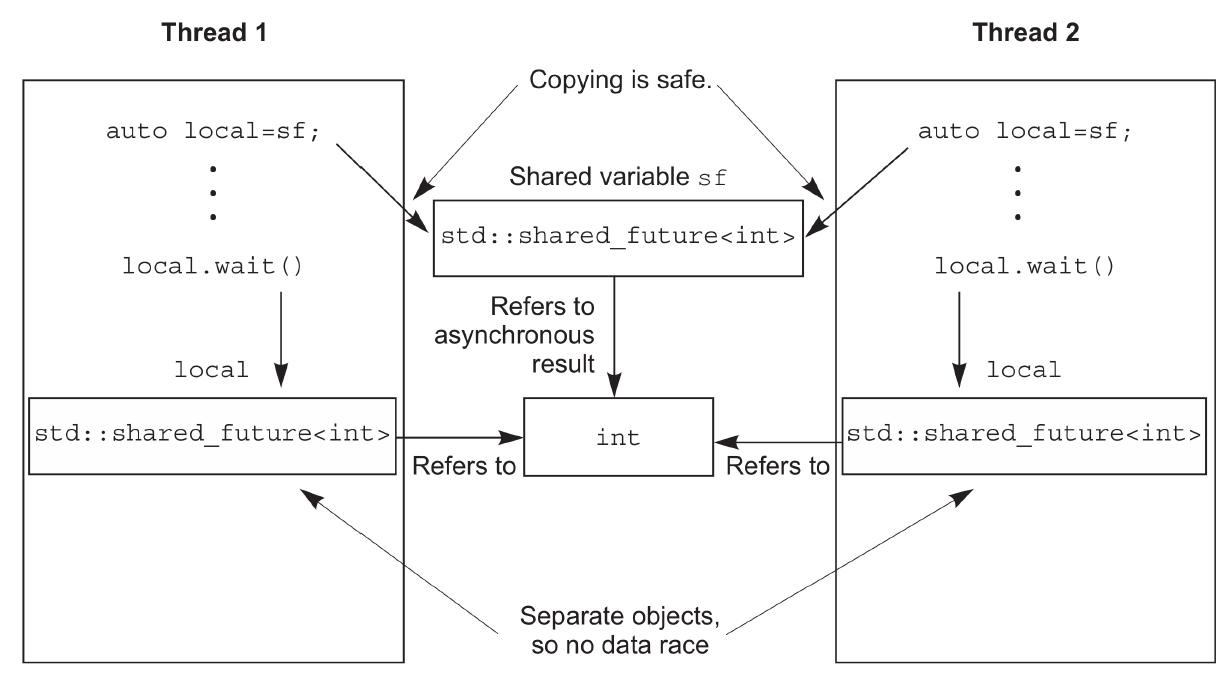 Thread 1
Thread 2
Copying is safe.
auto local=sf;
auto local=sf;
Shared variable sf
std::shared_future<int>
local.wait()
local.wait()
Refers to
asynchronous
result
local
local
std::shared_future<int>
int
std::shared_future<int>
Refers to
Refers to
Separate objects,
so no data race